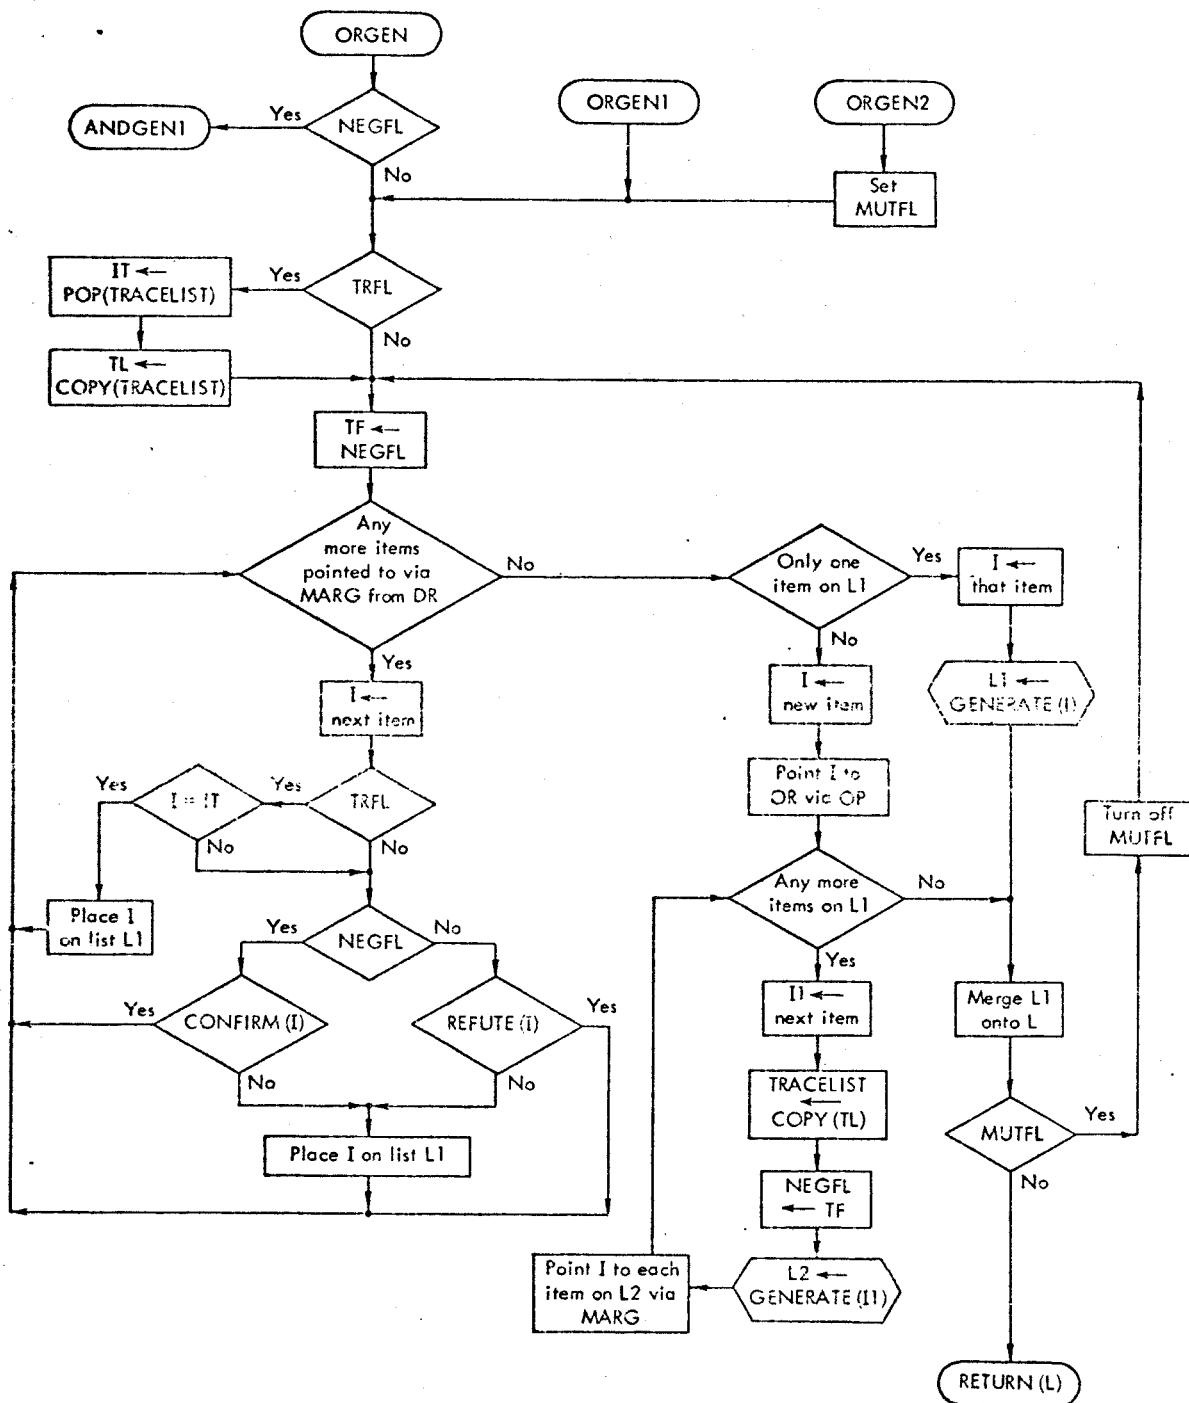 ORGEN
NEGFL
Yes
ANDGEN1
ORGEN1
ORGEN2
No
Set
MUTFL
TRFL
Yes
IT ←
POP(TRACELIST)
No
TL ←
COPY(TRACELIST)
TF ←
NEGFL
Any
more items
pointed to via
MARG from DR
No
Only one
item on L1
Yes
I ←
that item
Yes
No
I ←
next item
I ←
new item
L1 ←
GENERATE (I)
Yes
I = IT
Yes
TRFL
Point I to
OR via OP
Turn off
MUTFL
No
No
Place I
on list L1
Any more
items on L1
No
Yes
NEGFL
No
Yes
Yes
CONFIRM (I)
REFUTE (I)
Yes
I1 ←
next item
Merge L1
onto L
No
No
TRACELIST
←
COPY (TL)
MUTFL
Yes
Place I on list L1
No
NEGFL
← TF
Point I to each
item on L2 via
MARG
L2 ←
GENERATE (I1)
RETURN (L)